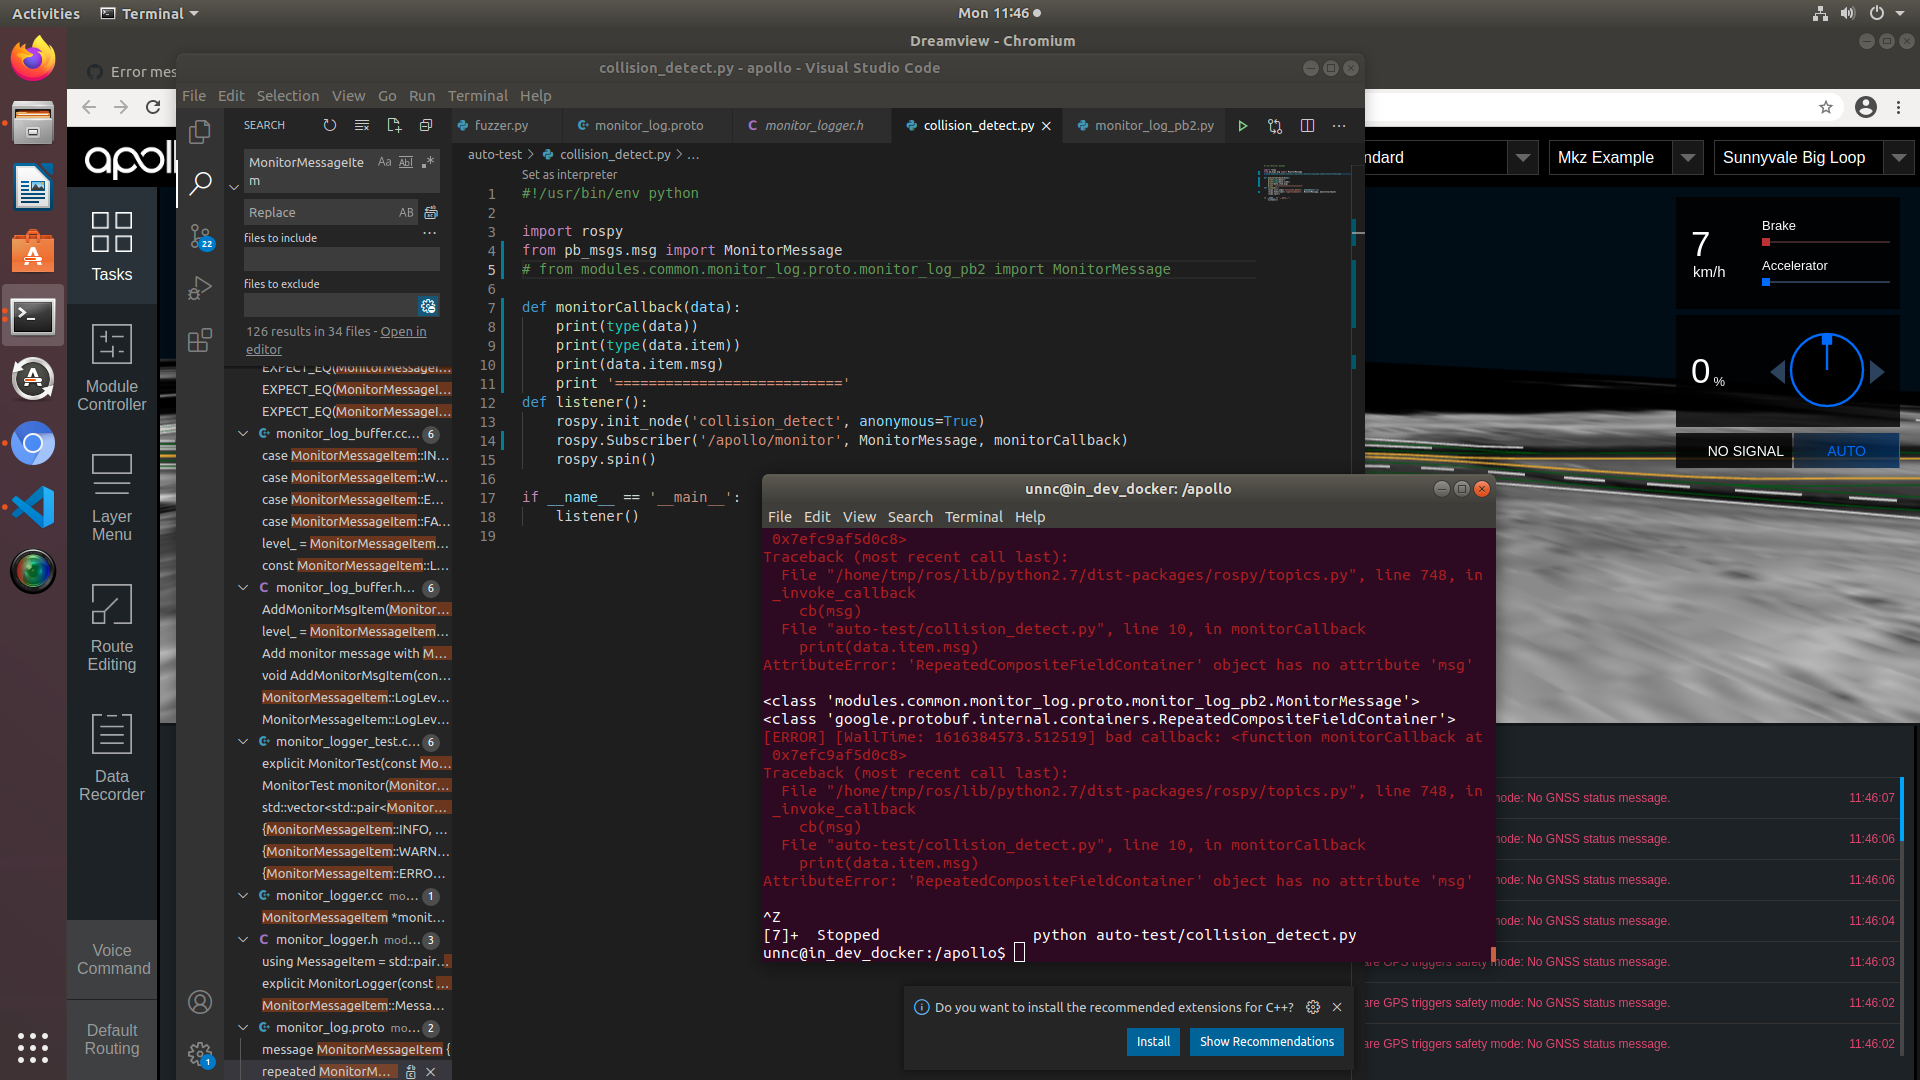 Activities
Terminal
Mon 11:46
Dreamview - Chromium
Error mes
collision_detect.py - apollo - Visual Studio Code
File Edit Selection View Go Run Terminal Help
SEARCH
MonitorMessageIte
m
Aa
Replace
AB
files to include
files to exclude
126 results in 34 files - Open in
editor
EXPECT_EQ(MonitorMessageI...
EXPECT_EQ(MonitorMessageI...
EXPECT_EQ(MonitorMessageI...
monitor_log_buffer.cc... 6
case MonitorMessageItem::IN...
case MonitorMessageItem::W...
case MonitorMessageItem::E...
case MonitorMessageItem::FA...
level_ = MonitorMessageItem...
const MonitorMessageItem::L...
monitor_log_buffer.h... 6
AddMonitorMsgItem(Monitor...
level_ = MonitorMessageItem...
Add monitor message with M...
void AddMonitorMsgItem(con...
MonitorMessageItem::LogLev...
MonitorMessageItem::LogLev...
monitor_logger_test.c... 6
explicit MonitorTest(const Mo...
MonitorTest monitor(Monitor...
std::vector<std::pair<Monitor...
{MonitorMessageItem::INFO, ...
{MonitorMessageItem::WARN...
{MonitorMessageItem::ERRO...
monitor_logger.cc mo... 1
MonitorMessageItem *monit...
monitor_logger.h mod... 3
using MessageItem = std::pair...
explicit MonitorLogger(const ...
MonitorMessageItem::Messa...
monitor_log.proto mo... 2
message MonitorMessageItem {
repeated MonitorM...
22
1
fuzzer.py
monitor_log.proto
monitor_logger.h
collision_detect.py
monitor_log_pb2.py
auto-test > collision_detect.py > ...
Set as interpreter
1 #!/usr/bin/env python
2
3 import rospy
4 from pb_msgs.msg import MonitorMessage
5 # from modules.common.monitor_log.proto.monitor_log_pb2 import MonitorMessage
6
7 def monitorCallback(data):
8 print(type(data))
9 print(type(data.item))
10 print(data.item.msg)
11 print '==========================='
12 def listener():
13 rospy.init_node('collision_detect', anonymous=True)
14 rospy.Subscriber('/apollo/monitor', MonitorMessage, monitorCallback)
15 rospy.spin()
16
17 if __name__ == '__main__':
18 listener()
19
unnc@in_dev_docker: /apollo
File Edit View Search Terminal Help
0x7efc9af5d0c8>
Traceback (most recent call last):
File "/home/tmp/ros/lib/python2.7/dist-packages/rospy/topics.py", line 748, in
_invoke_callback
cb(msg)
File "auto-test/collision_detect.py", line 10, in monitorCallback
print(data.item.msg)
AttributeError: 'RepeatedCompositeFieldContainer' object has no attribute 'msg'
<class 'modules.common.monitor_log.proto.monitor_log_pb2.MonitorMessage'>
<class 'google.protobuf.internal.containers.RepeatedCompositeFieldContainer'>
[ERROR] [WallTime: 1616384573.512519] bad callback: <function monitorCallback at
0x7efc9af5d0c8>
Traceback (most recent call last):
File "/home/tmp/ros/lib/python2.7/dist-packages/rospy/topics.py", line 748, in
_invoke_callback
cb(msg)
File "auto-test/collision_detect.py", line 10, in monitorCallback
print(data.item.msg)
AttributeError: 'RepeatedCompositeFieldContainer' object has no attribute 'msg'
^Z
[7]+ Stopped python auto-test/collision_detect.py
unnc@in_dev_docker:/apollo$
Do you want to install the recommended extensions for C++?
Install
Show Recommendations
apoll
Tasks
Module
Controller
Layer
Menu
Route
Editing
Data
Recorder
Voice
Command
Default
Routing
ndard
Mkz Example
Sunnyvale Big Loop
7
km/h
Brake
Accelerator
0 %
NO SIGNAL
AUTO
mode: No GNSS status message. 11:46:07
mode: No GNSS status message. 11:46:06
mode: No GNSS status message. 11:46:06
mode: No GNSS status message. 11:46:04
are GPS triggers safety mode: No GNSS status message. 11:46:03
are GPS triggers safety mode: No GNSS status message. 11:46:02
are GPS triggers safety mode: No GNSS status message. 11:46:02